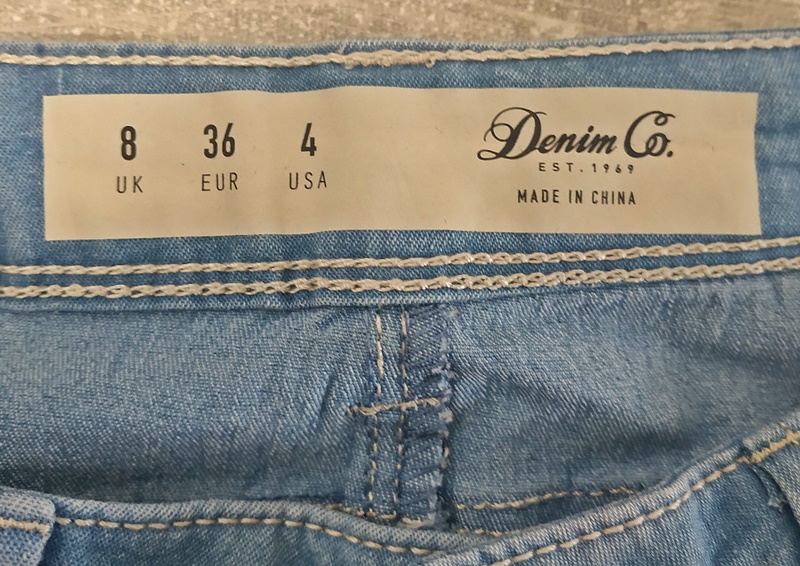 8 36 4
UK EUR USA
Denim Co.
EST. 1969
MADE IN CHINA